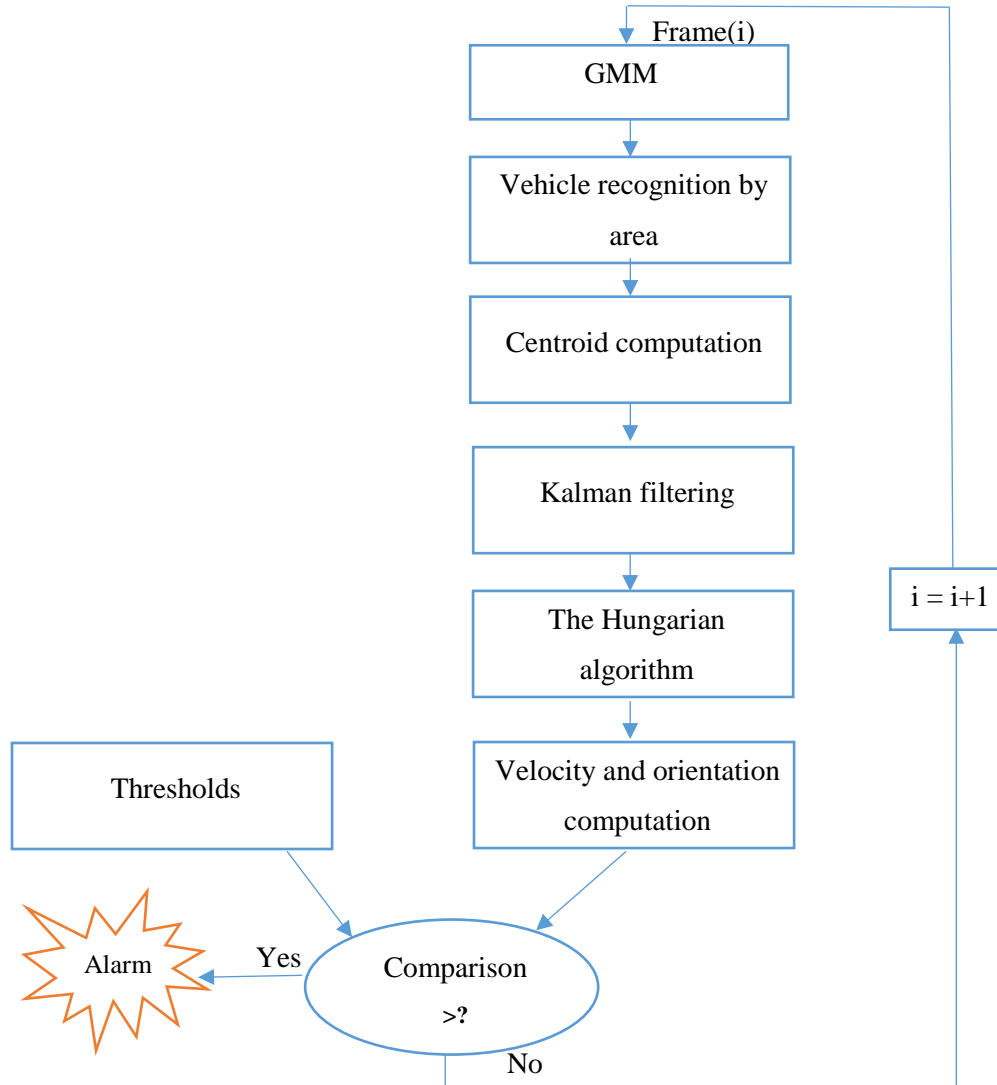 Frame(i)
GMM
Vehicle recognition by
area
Centroid computation
Kalman filtering
i = i+1
The Hungarian
algorithm
Thresholds
Velocity and orientation
computation
Alarm
Yes
Comparison
>?
No